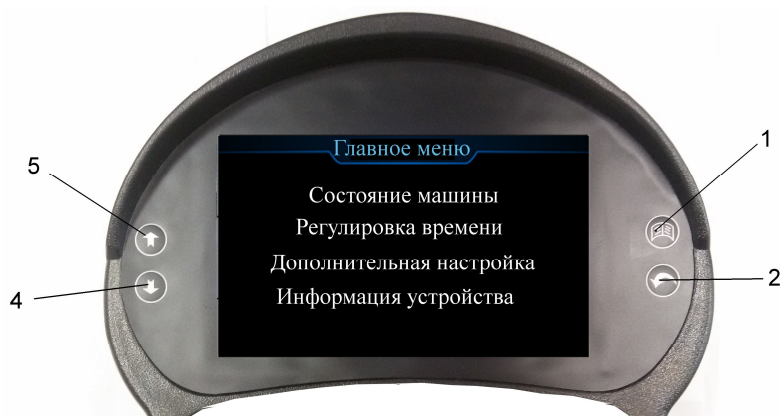 Главное меню
1
5
Состояние машины
Регулировка времени
Дополнительная настройка
Информация устройства
4
2